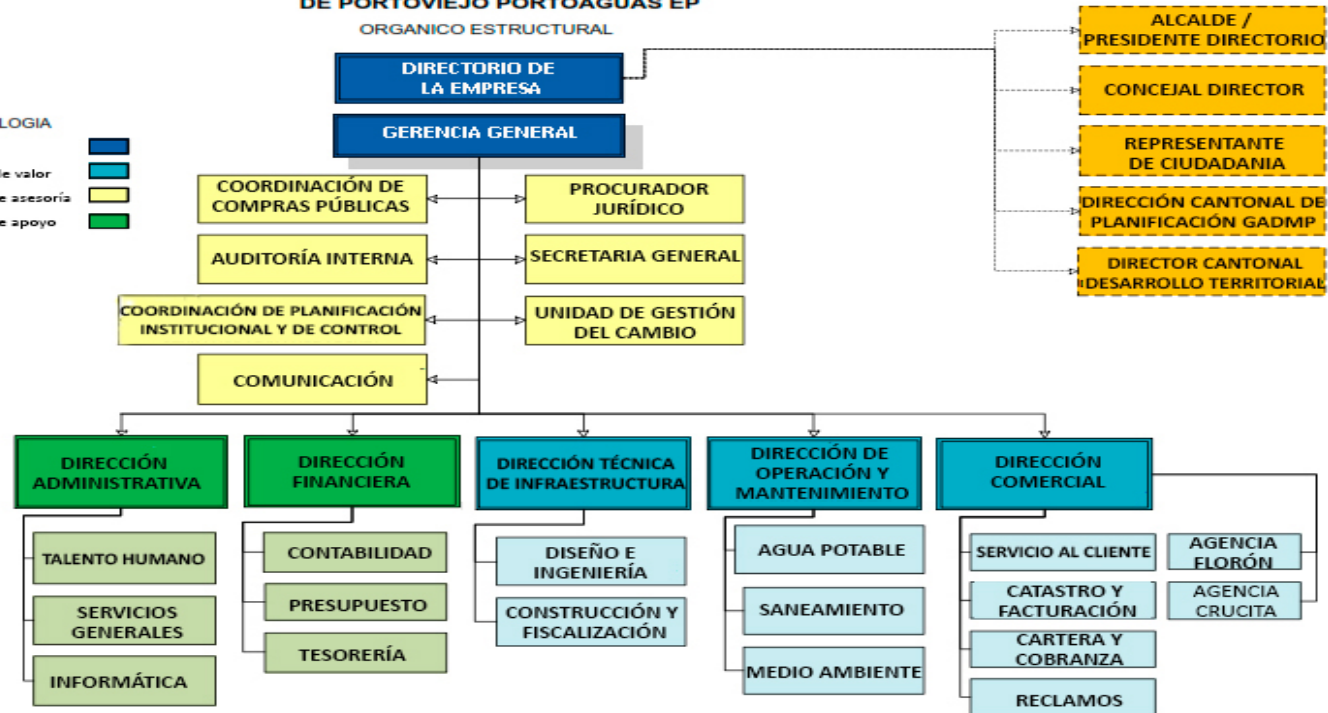 DE PORTOVIEJO PORTOAGUAS EP
ORGANICO ESTRUCTURAL
DIRECTORIO DE
LA EMPRESA
GERENCIA GENERAL
ALCALDE /
PRESIDENTE DIRECTORIO
CONCEJAL DIRECTOR
REPRESENTANTE
DE CIUDADANIA
DIRECCIÓN CANTONAL DE
PLANIFICACIÓN GADMP
DIRECTOR CANTONAL
DESARROLLO TERRITORIAL
LOGIA
de valor
e asesoría
e apoyo
COORDINACIÓN DE
COMPRAS PÚBLICAS
PROCURADOR
JURÍDICO
AUDITORÍA INTERNA
SECRETARIA GENERAL
COORDINACIÓN DE PLANIFICACIÓN
INSTITUCIONAL Y DE CONTROL
UNIDAD DE GESTIÓN
DEL CAMBIO
COMUNICACIÓN
DIRECCIÓN
ADMINISTRATIVA
TALENTO HUMANO
SERVICIOS
GENERALES
INFORMÁTICA
DIRECCIÓN
FINANCIERA
CONTABILIDAD
PRESUPUESTO
TESORERÍA
DIRECCIÓN TÉCNICA
DE INFRAESTRUCTURA
DISEÑO E
INGENIERÍA
CONSTRUCCIÓN Y
FISCALIZACIÓN
DIRECCIÓN DE
OPERACIÓN Y
MANTENIMIENTO
AGUA POTABLE
SANEAMIENTO
MEDIO AMBIENTE
DIRECCIÓN
COMERCIAL
SERVICIO AL CLIENTE
CATASTRO Y
FACTURACIÓN
CARTERA Y
COBRANZA
RECLAMOS
AGENCIA
FLORÓN
AGENCIA
CRUCITA